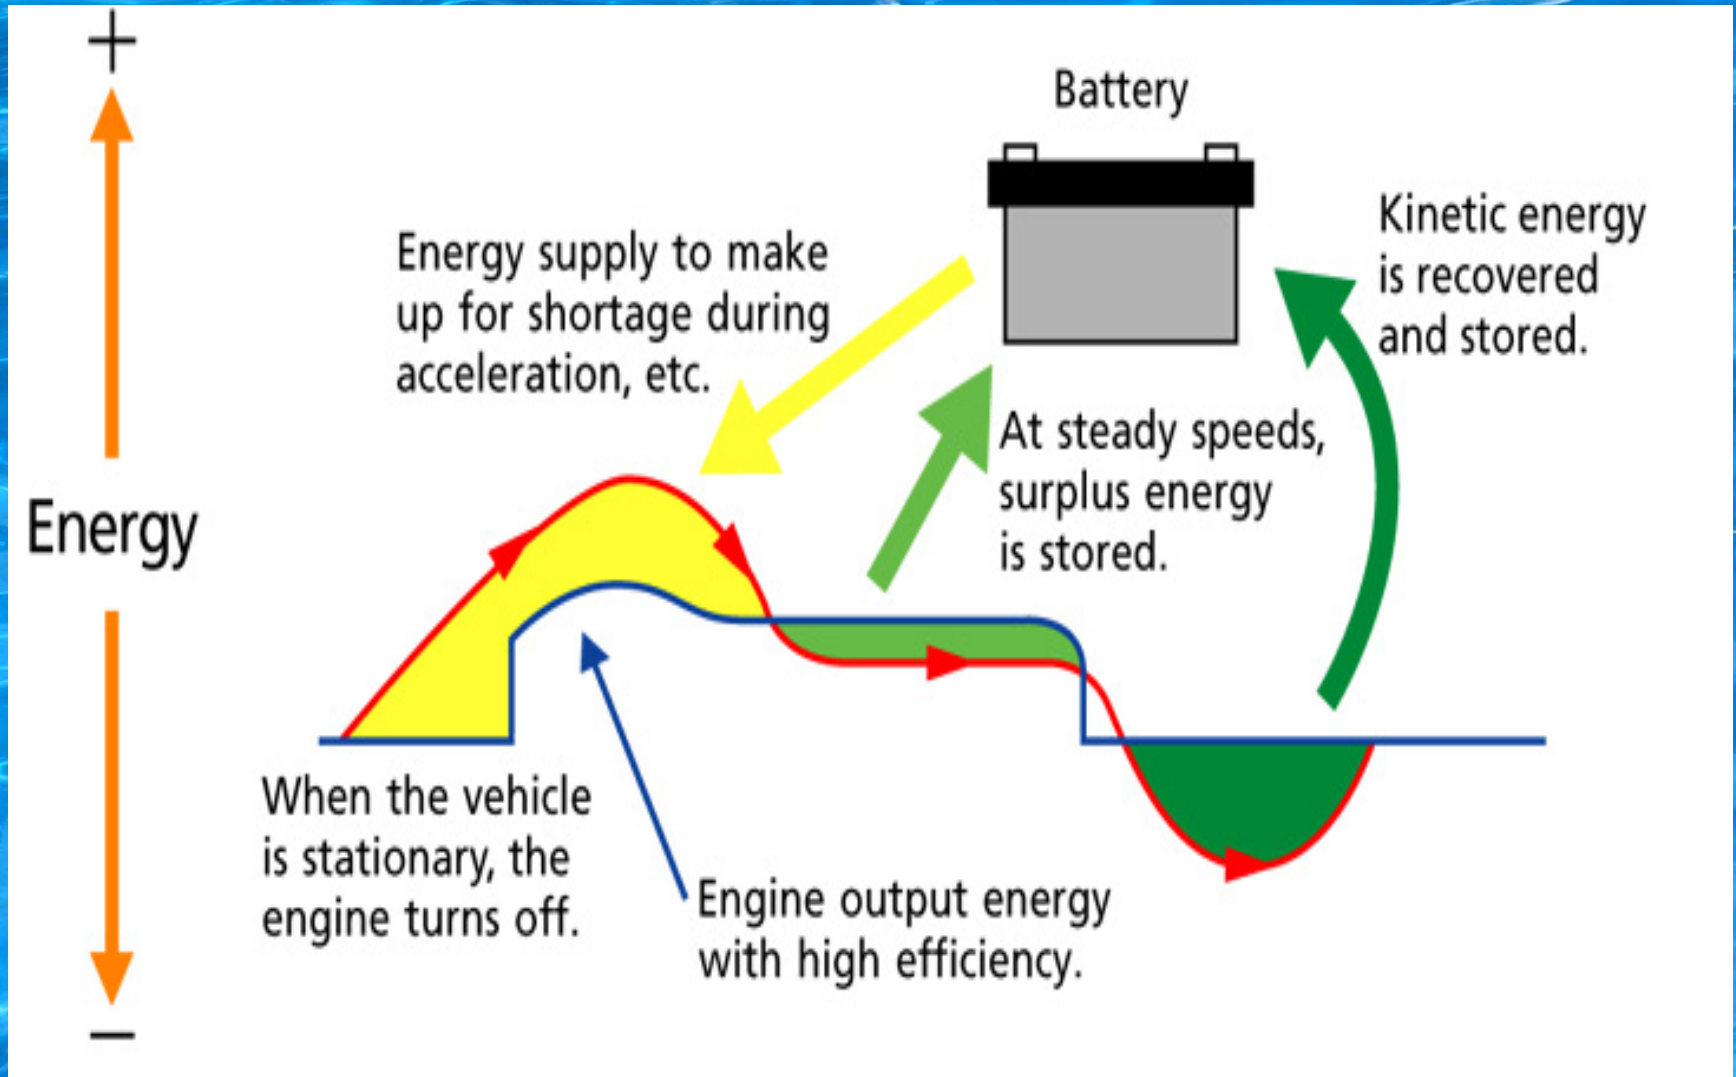 +
Battery
Kinetic energy
is recovered
and stored.
Energy supply to make
up for shortage during
acceleration, etc.
At steady speeds,
surplus energy
is stored.
Energy
When the vehicle
is stationary, the
engine turns off.
Engine output energy
with high efficiency.
−